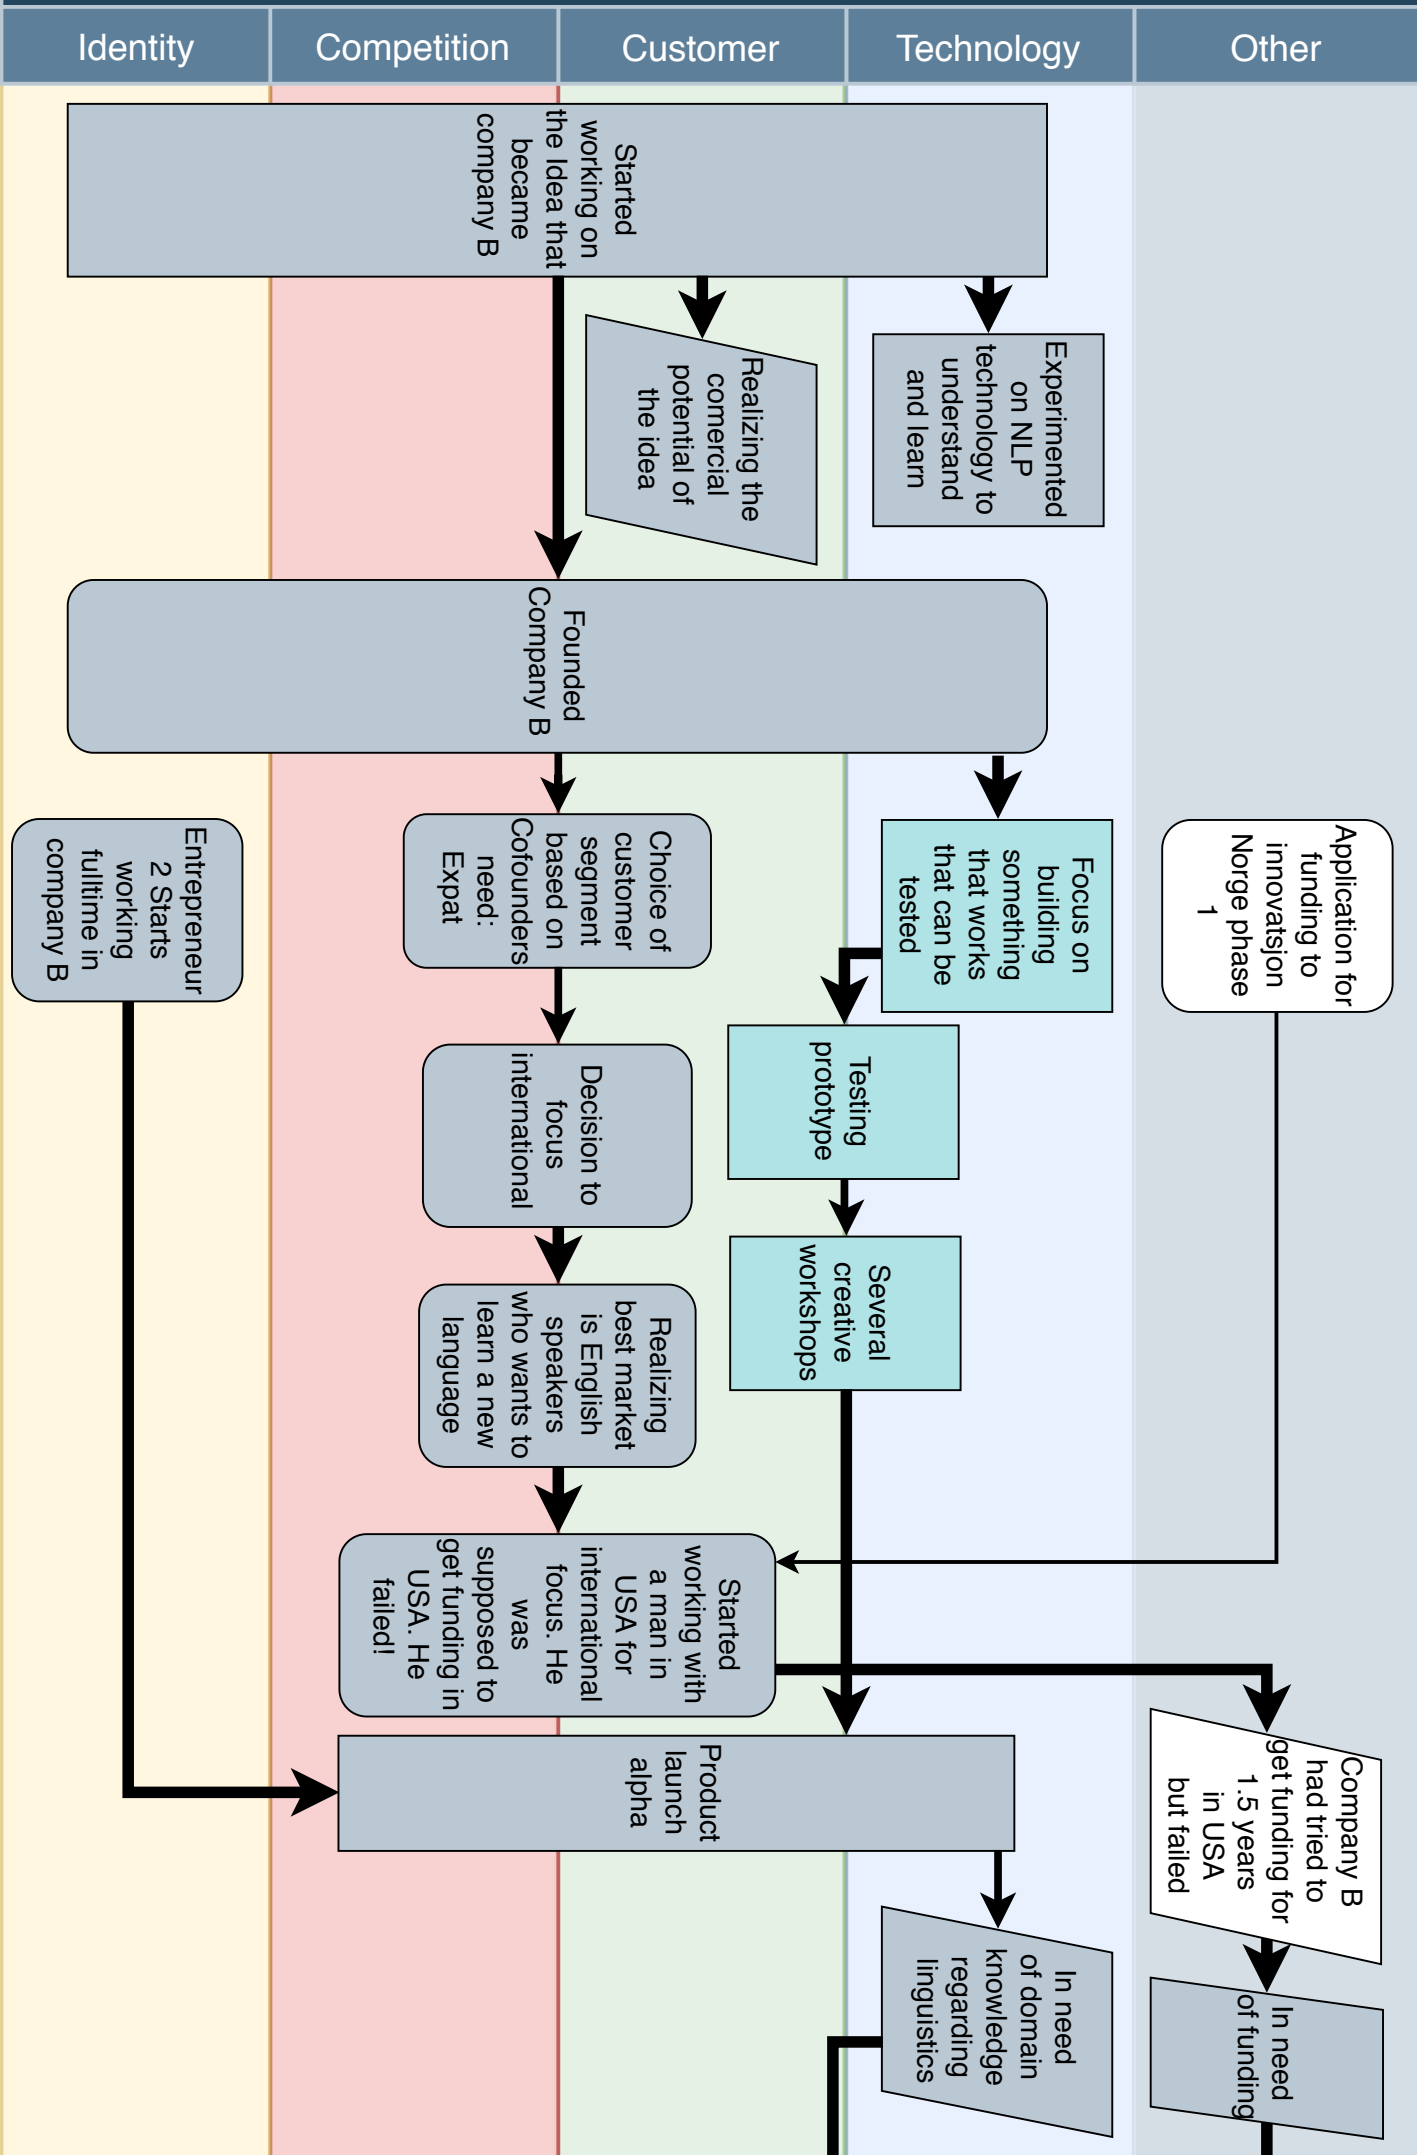 Identity
Competition
Customer
Technology
Other
Started
working on
the Idea that
became
company B
Experimented
on NLP
technology to
understand
and learn
Realizing the
comercial
potential of
the idea
Founded
Company B
Application for
funding to
innovatsjon
Norge phase
1
Focus on
building
something
that works
that can be
tested
Choice of
customer
segment
based on
Cofounders
need:
Expat
Entrepreneur
2 Starts
working
fulltime in
company B
Testing
prototype
Decision to
focus
international
Several
creative
workshops
Realizing
best market
is English
speakers
who wants to
learn a new
language
Started
working with
a man in
USA for
international
focus. He
was
supposed to
get funding in
USA. He
failed!
Company B
had tried to
get funding for
1.5 years
in USA
but failed
Product
launch
alpha
In need
of domain
knowledge
regarding
linguistics
In need
of funding